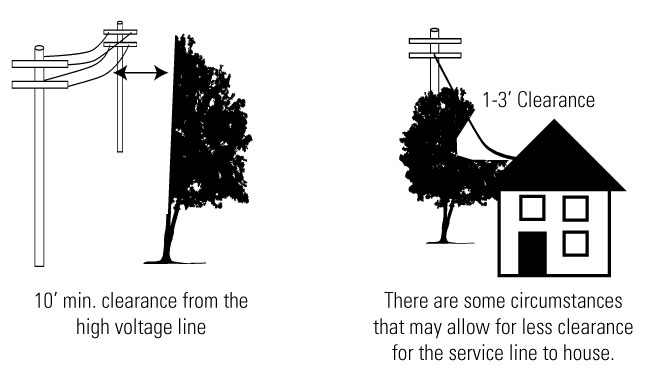 1-3′ Clearance
10′ min. clearance from the
high voltage line
There are some circumstances
that may allow for less clearance
for the service line to house.